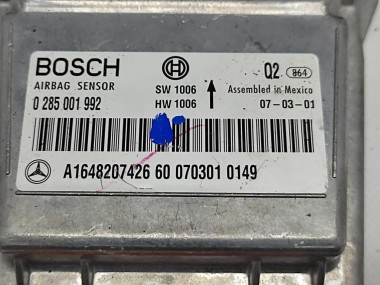 BOSCH
AIRBAG SENSOR
0 285 001 992
SW 1006
HW 1006
Q2 864
Assembled in Mexico
07-03-01
A1648207426 60 070301 0149